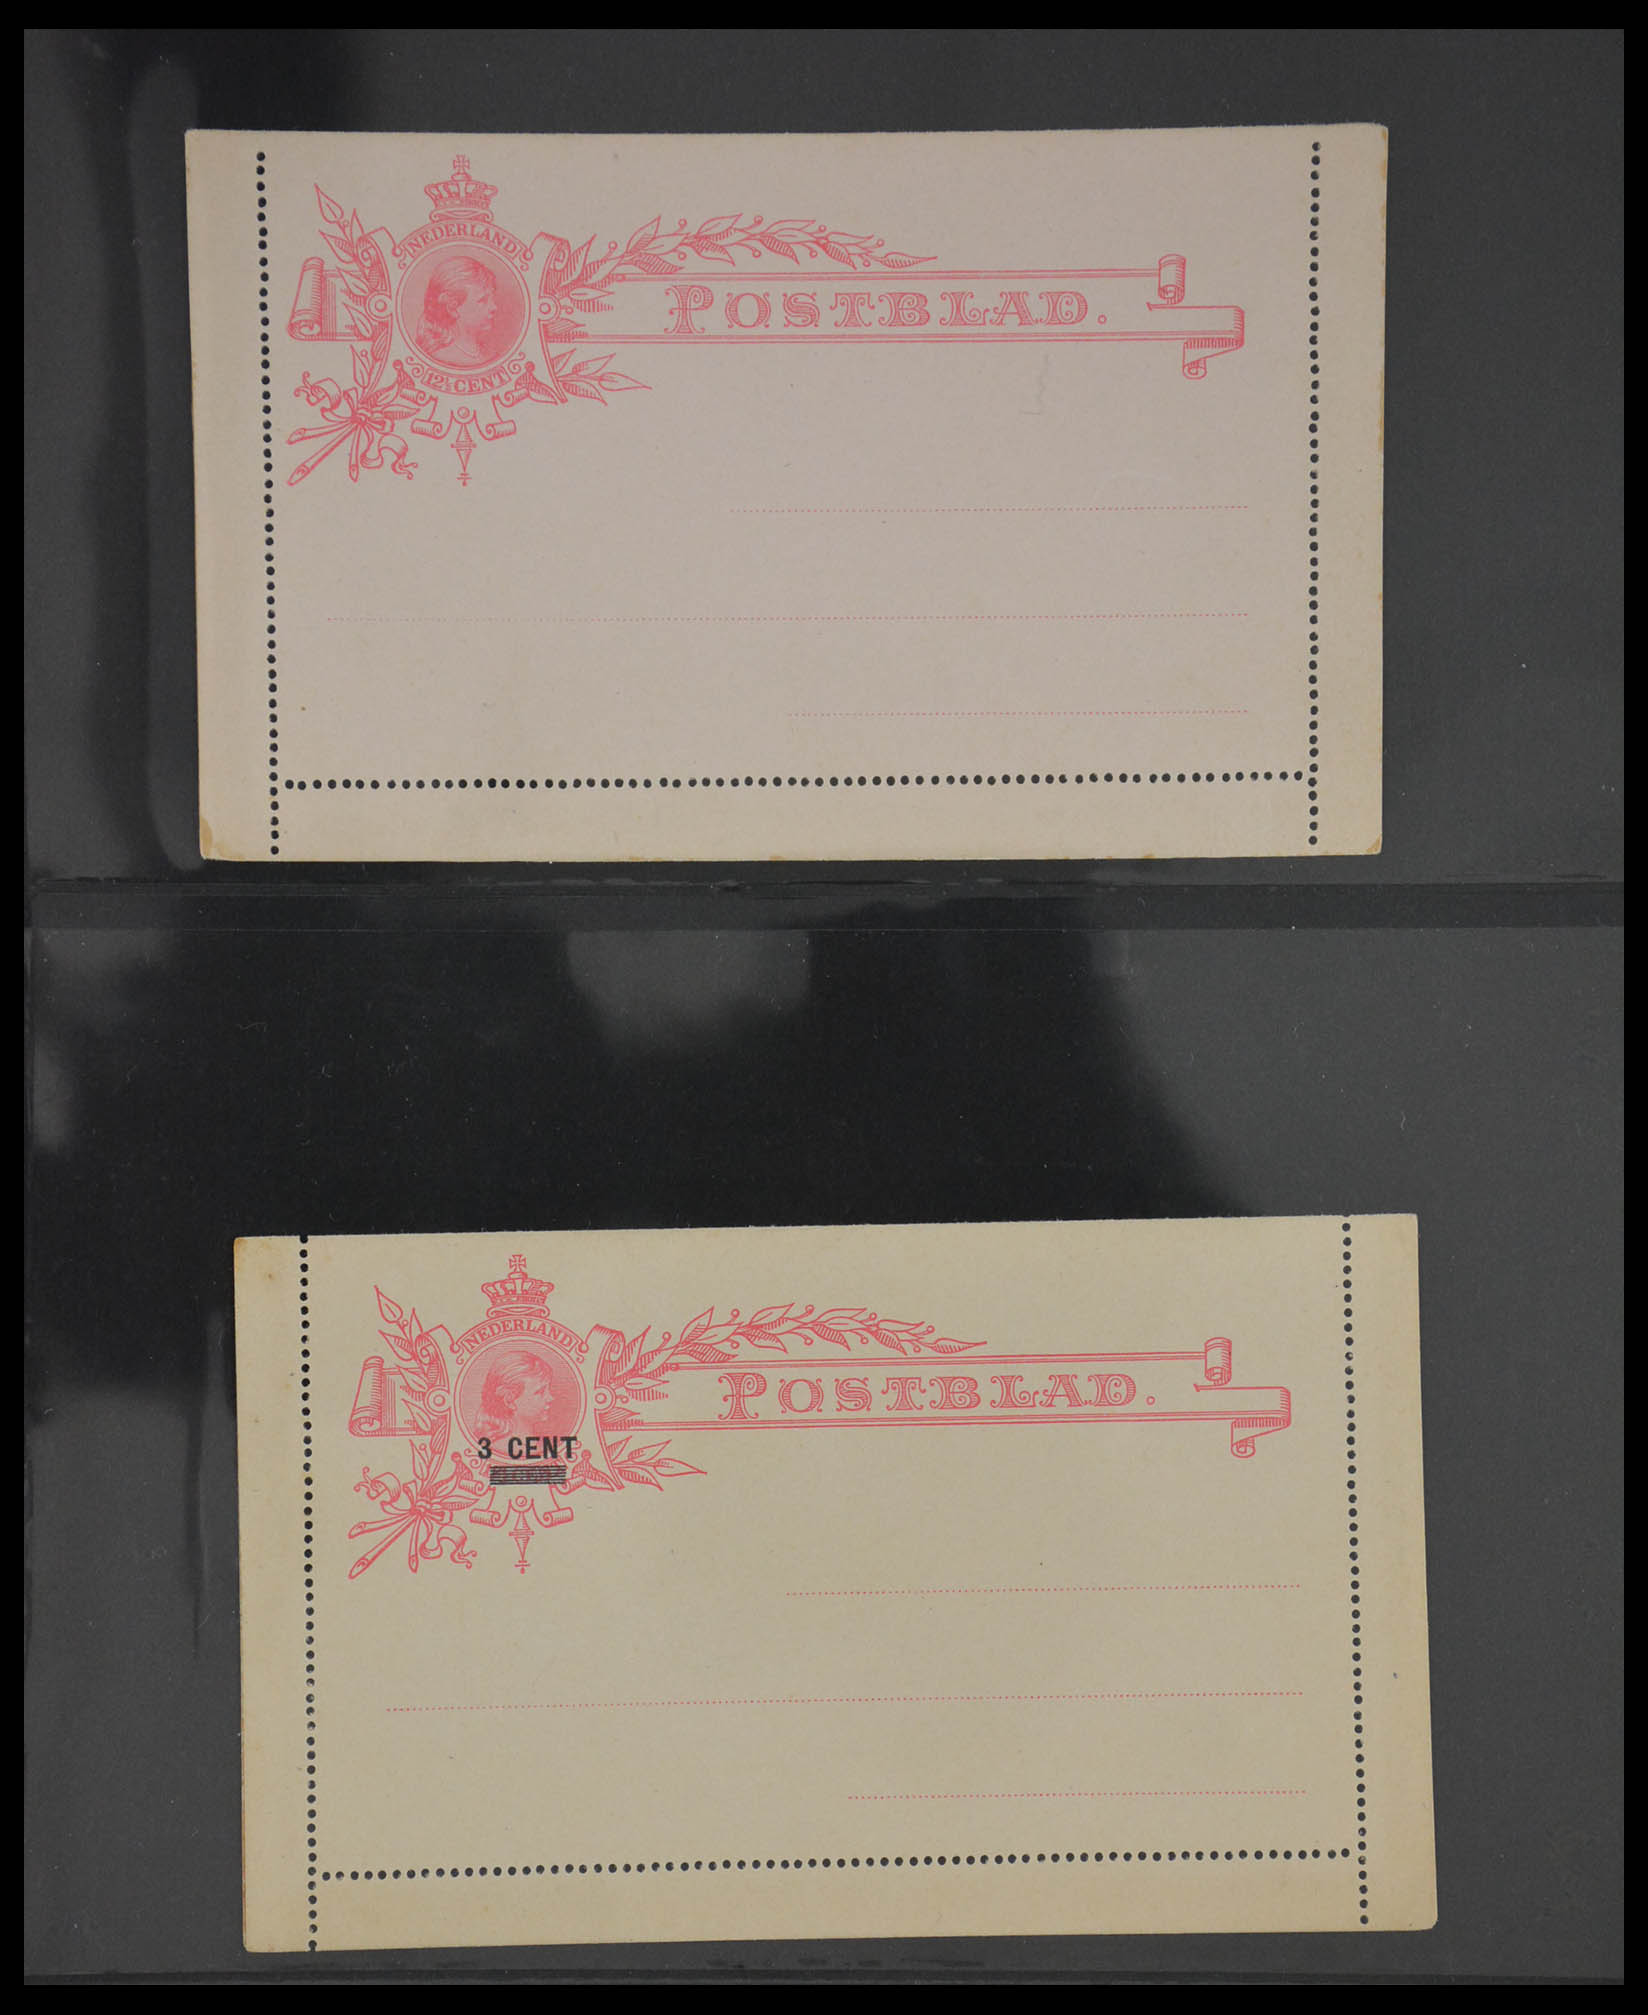 NEDERLAND
POSTBLAD.
12½ CENT
NEDERLAND
POSTBLAD.
3 CENT